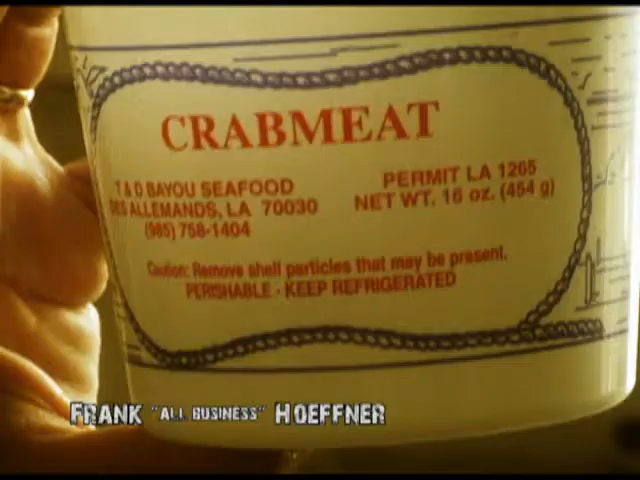 CRABMEAT
T & D BAYOU SEAFOOD
DES ALLEMANDS, LA 70030
(985) 758-1404
PERMIT LA 1265
NET WT. 16 oz. (454 g)
Caution: Remove shell particles that may be present.
PERISHABLE - KEEP REFRIGERATED
FRANK "ALL BUSINESS" HOEFFNER